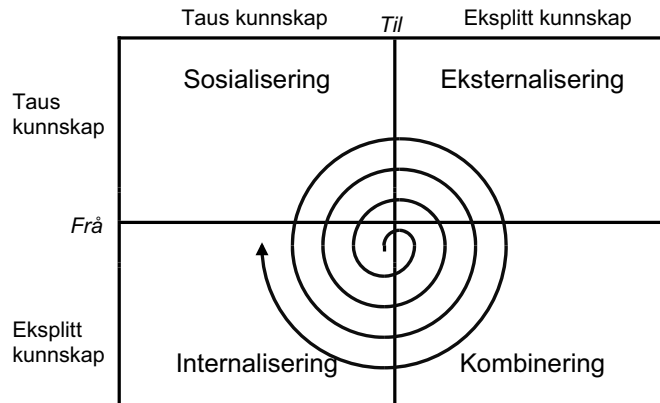 Taus kunnskap
Til
Eksplitt kunnskap
Sosialisering
Eksternalisering
Taus
kunnskap
Frå
Eksplitt
kunnskap
Internalisering
Kombinering